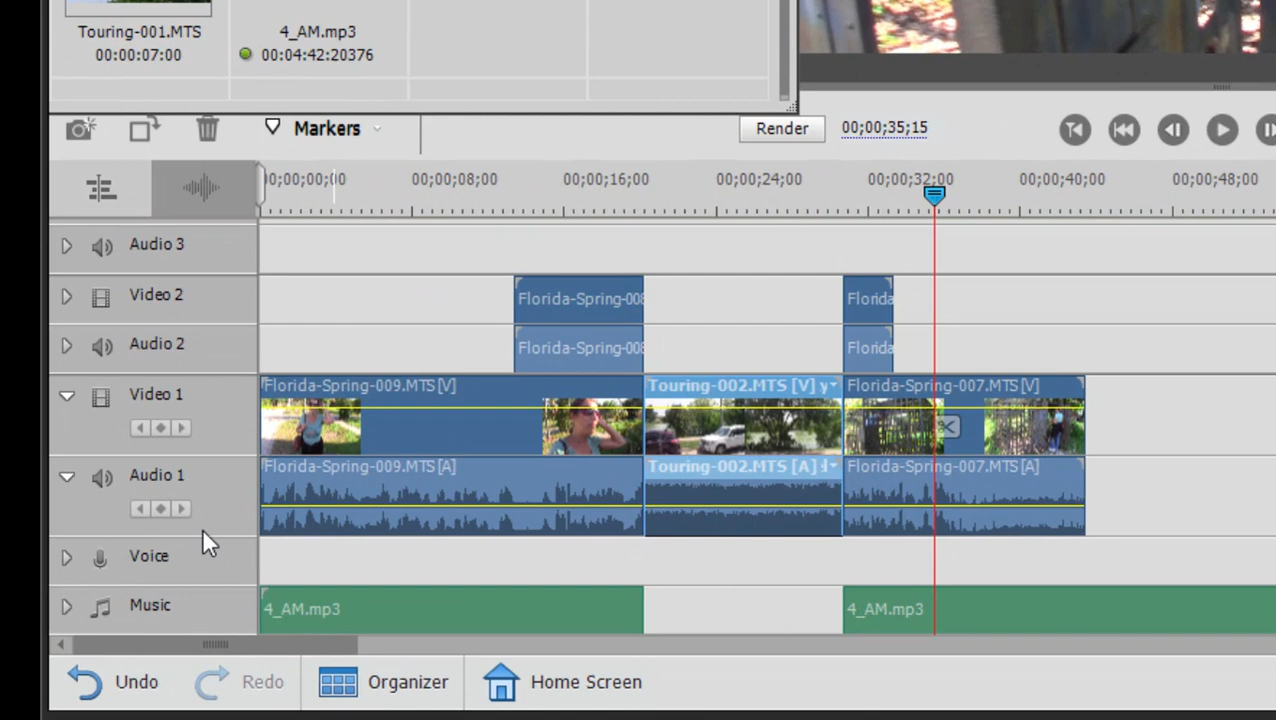 Touring-001.MTS
00:00:07:00
4_AM.mp3
00:04:42:20376
Markers
Render
00;00;35;15
00;00;08;00
00;00;16;00
00;00;24;0
00;00;32;00
00;00;40;00
00;00;48;00
Audio 3
Video 2
Florida-Spring-008
Florida
Audio 2
Florida-Spring-008
Florida
Video 1
Florida-Spring-009.MTS [V]
Touring-002.MTS [V]
Florida-Spring-007.MTS [V]
Audio 1
Florida-Spring-009.MTS [A]
Touring-002.MTS [A]
Florida-Spring-007.MTS [A]
Voice
Music
4_AM.mp3
4_AM.mp3
Undo
Redo
Organizer
Home Screen